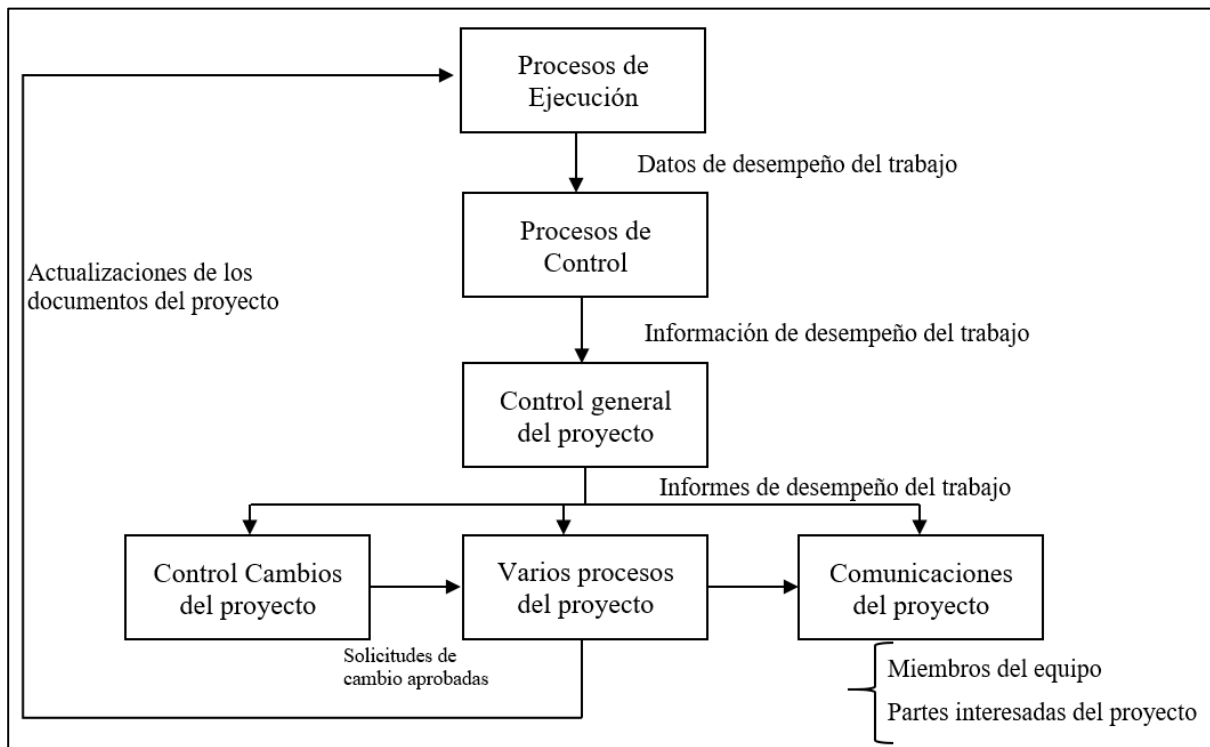 Procesos de
Ejecución
Datos de desempeño del trabajo
Procesos de
Control
Actualizaciones de los
documentos del proyecto
Información de desempeño del trabajo
Control general
del proyecto
Informes de desempeño del trabajo
Control Cambios
del proyecto
Varios procesos
del proyecto
Comunicaciones
del proyecto
Solicitudes de
cambio aprobadas
Miembros del equipo
Partes interesadas del proyecto